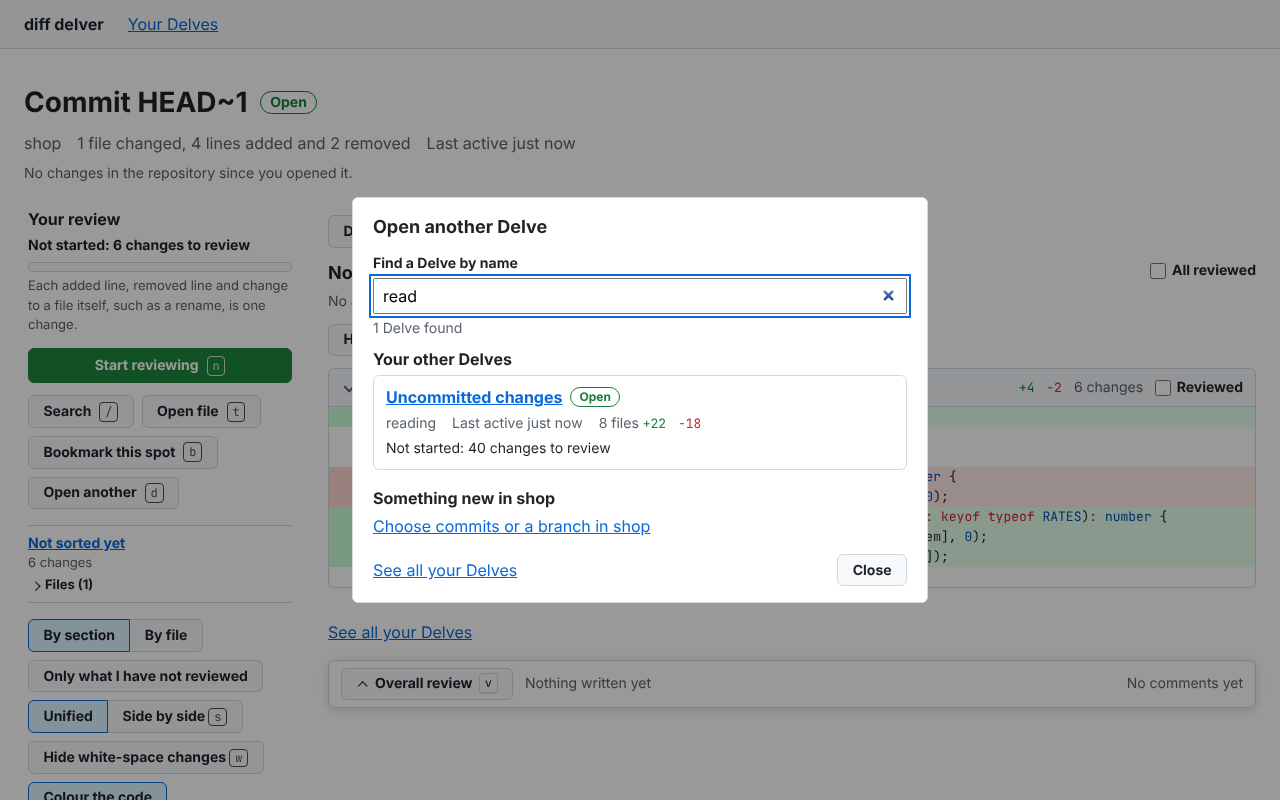 diff delver Your Delves
Commit HEAD~1 Open
shop 1 file changed, 4 lines added and 2 removed Last active just now
No changes in the repository since you opened it.
Your review
Not started: 6 changes to review
Each added line, removed line and change
to a file itself, such as a rename, is one
change.
Start reviewing n
Search / Open file t
Bookmark this spot b
Open another d
Not sorted yet
6 changes
Files (1)
By section By file
Only what I have not reviewed
Unified Side by side s
Hide white-space changes w
Colour the code
Open another Delve
Find a Delve by name
read
1 Delve found
Your other Delves
Uncommitted changes Open
reading Last active just now 8 files +22 -18
Not started: 40 changes to review
Something new in shop
Choose commits or a branch in shop
See all your Delves Close
All reviewed
+4 -2 6 changes Reviewed
{
0);
: keyof typeof RATES): number {
0);
]);
See all your Delves
Overall review v Nothing written yet No comments yet